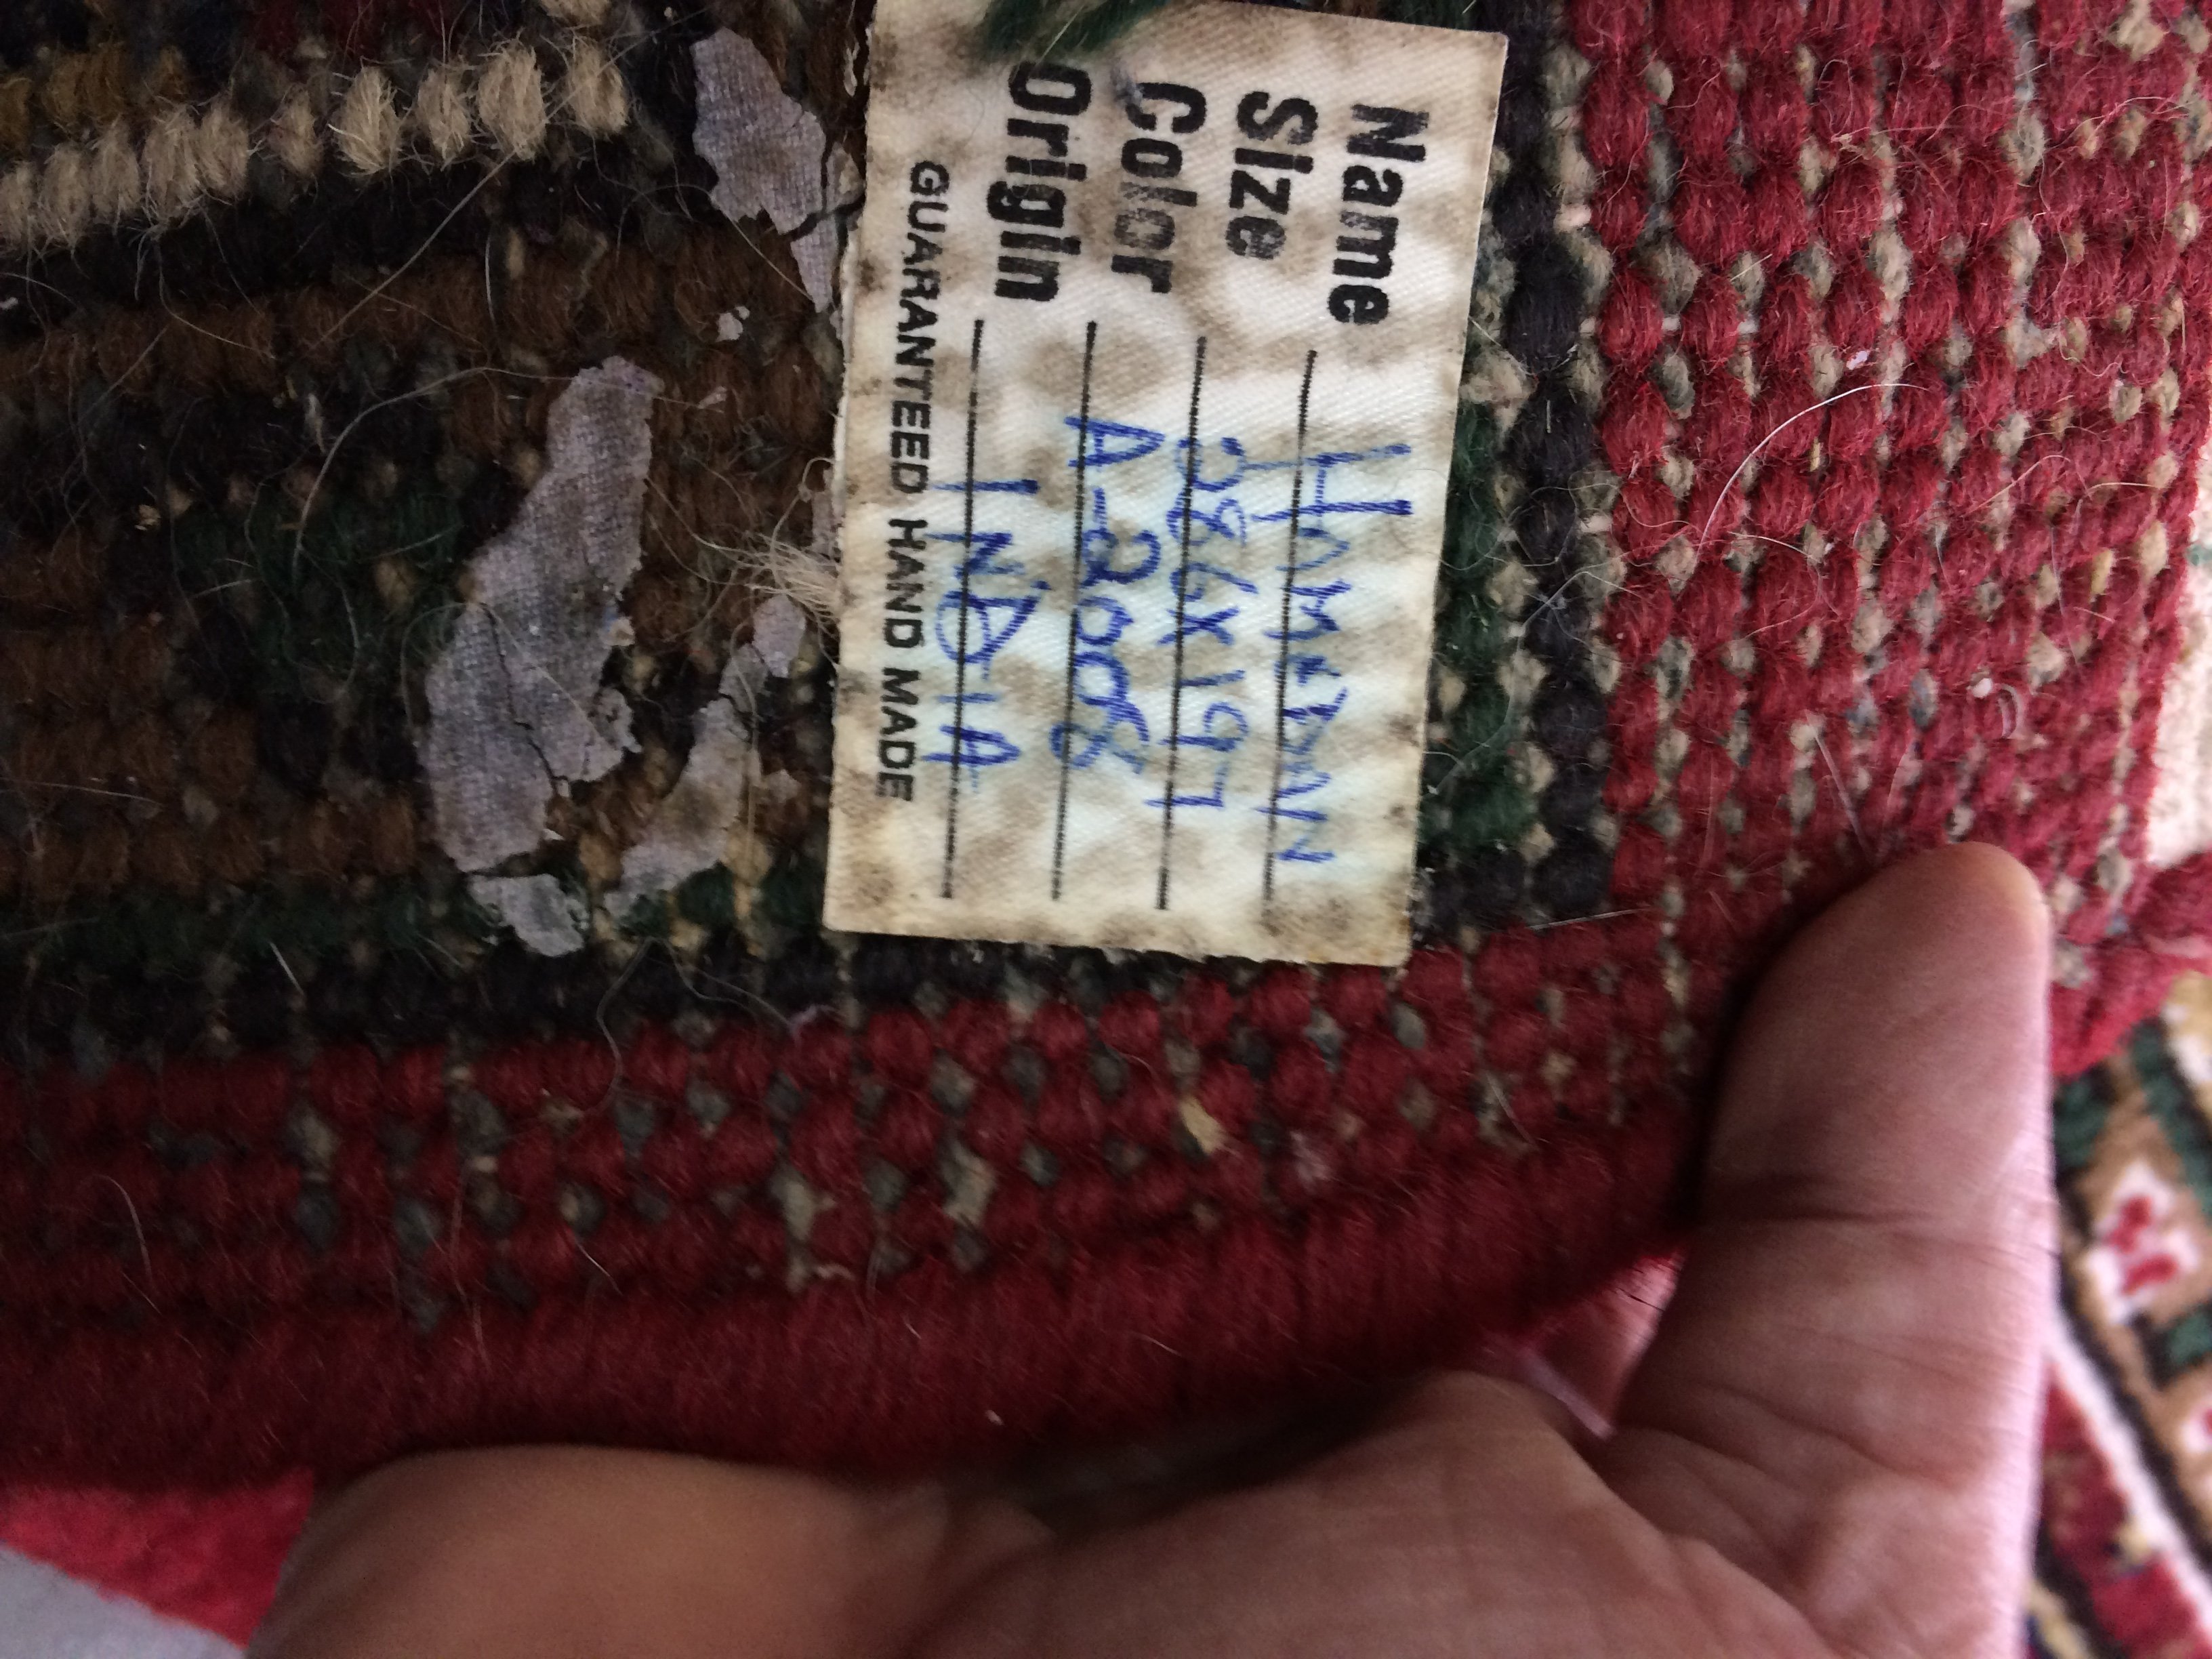 Name HAMEDAN
Size 286X197
Color A-2008
Origin INDIA
GUARANTEED HAND MADE